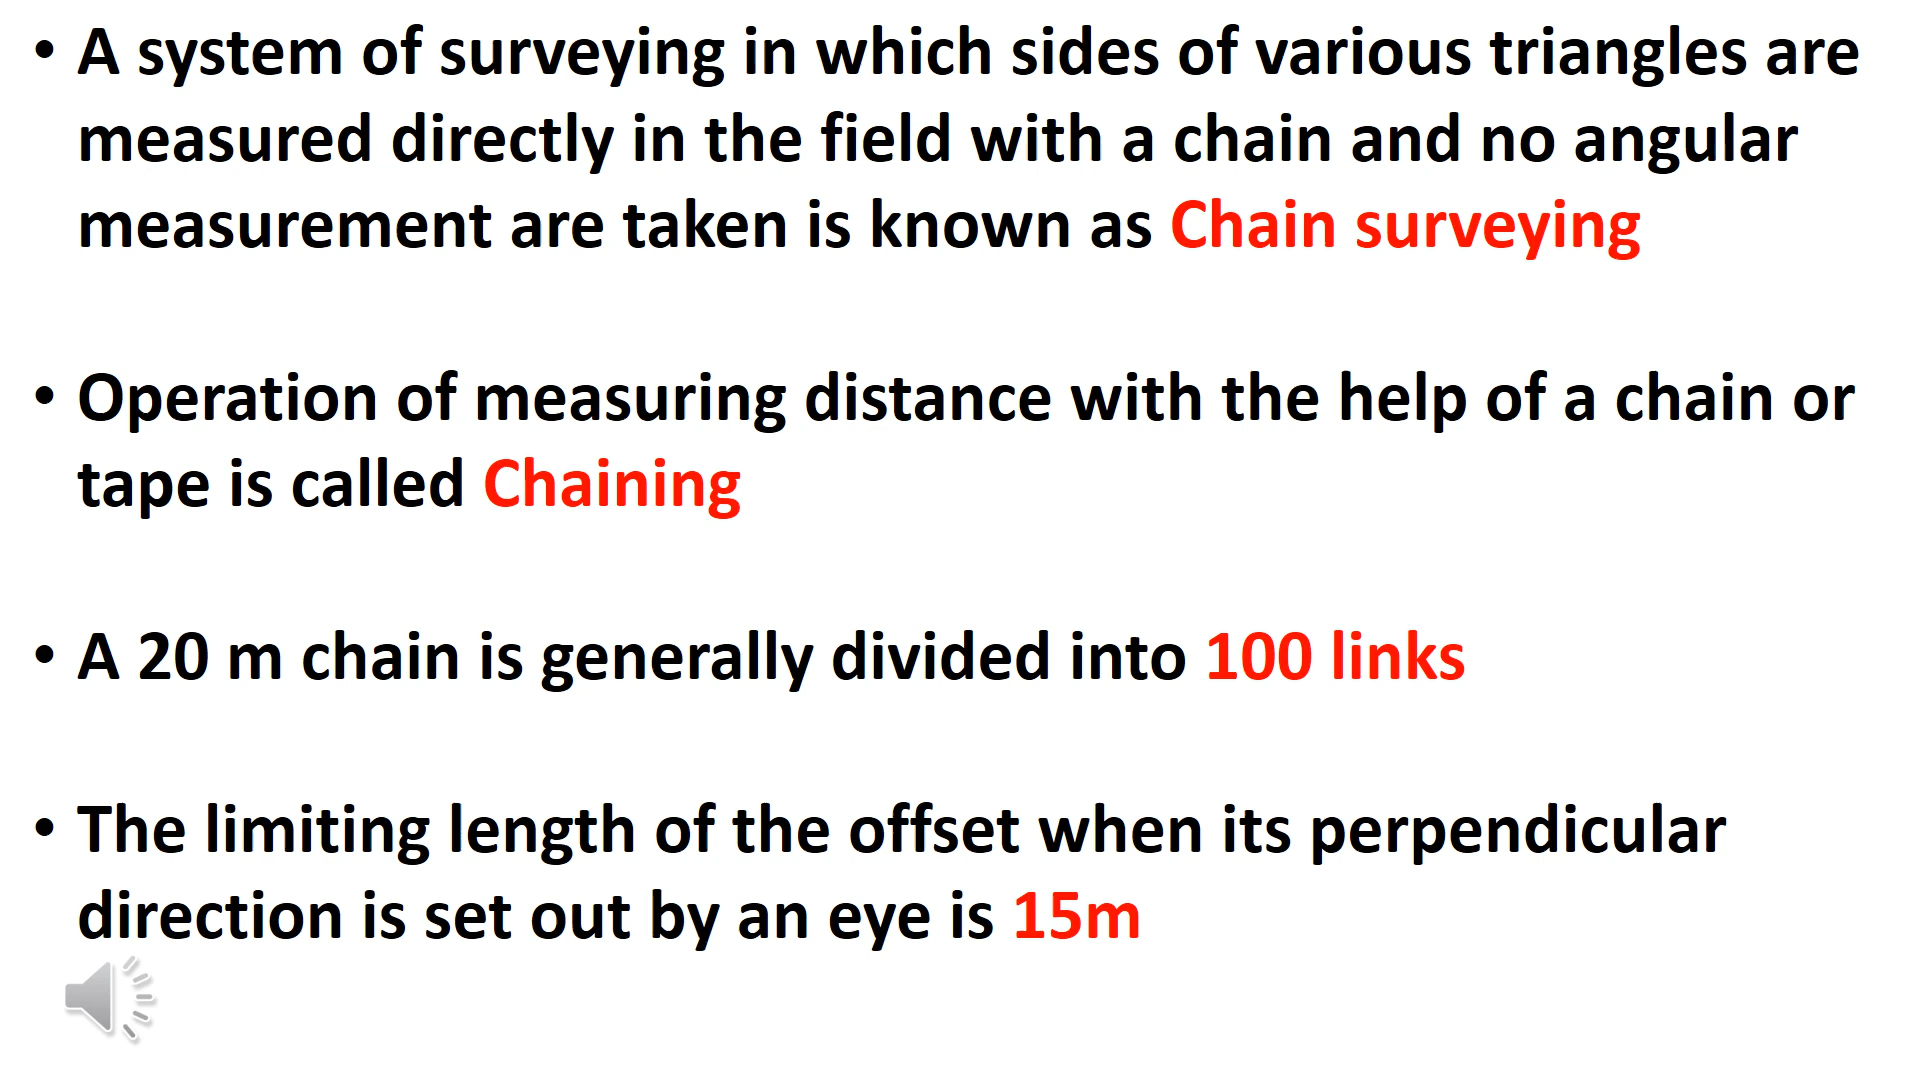 • A system of surveying in which sides of various triangles are
measured directly in the field with a chain and no angular
measurement are taken is known as Chain surveying
• Operation of measuring distance with the help of a chain or
tape is called Chaining
• A 20 m chain is generally divided into 100 links
• The limiting length of the offset when its perpendicular
direction is set out by an eye is 15m